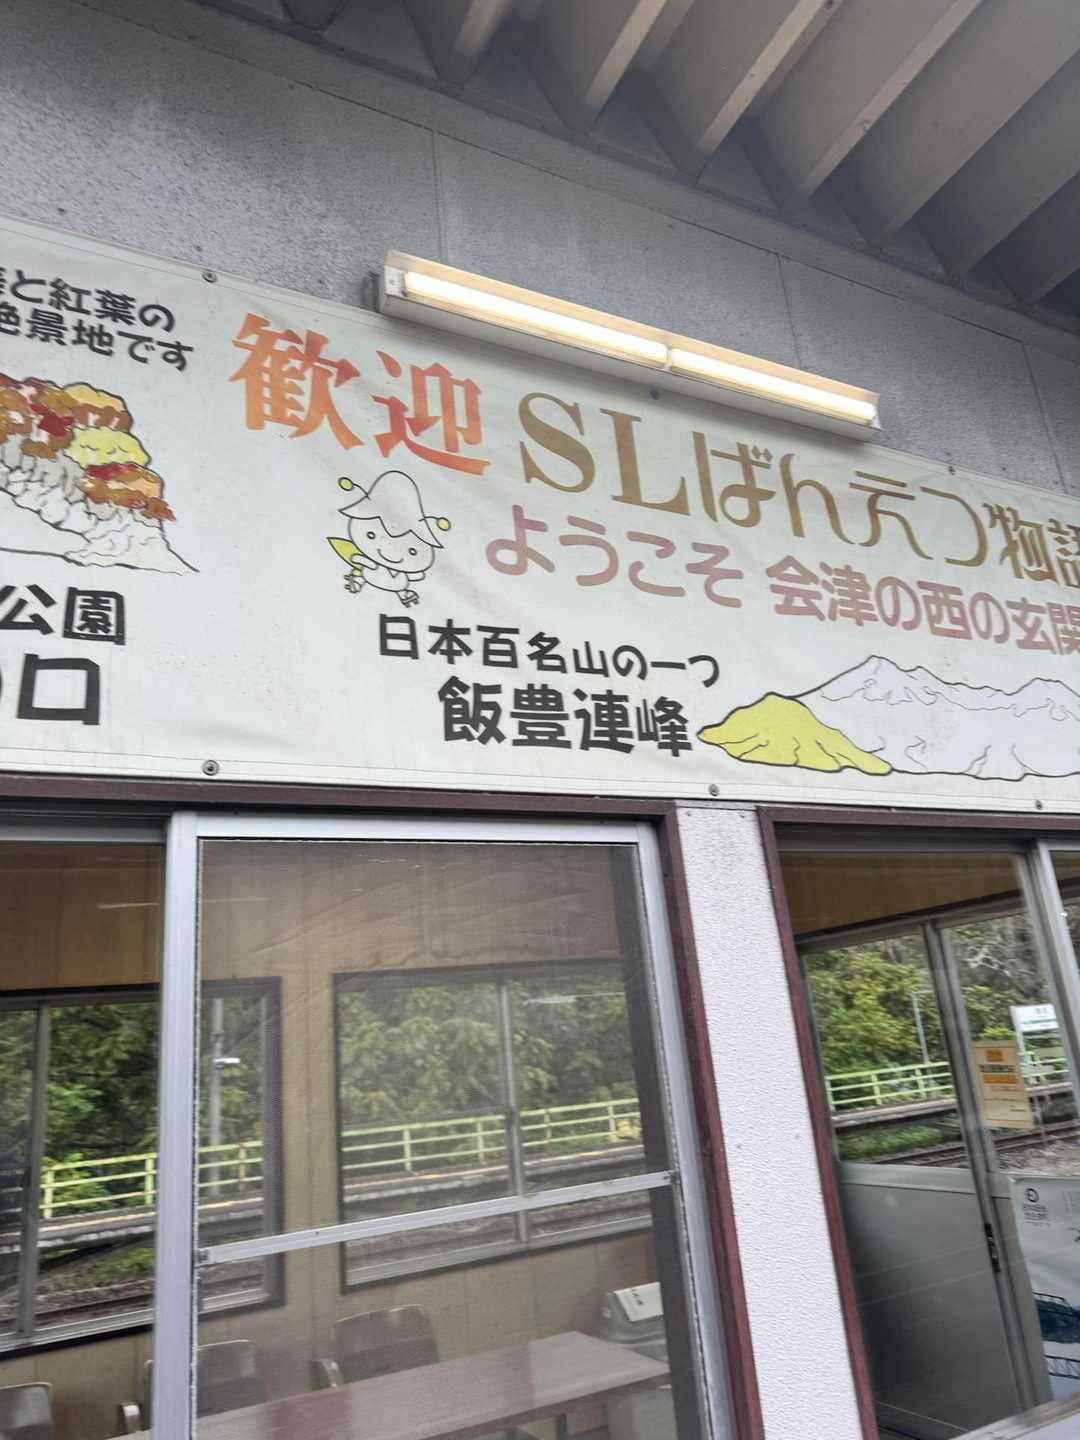 と紅葉の
絶景地です
歓迎 SLばんえつ物語
ようこそ 会津の西の玄関
公園
口
日本百名山の一つ
飯豊連峰